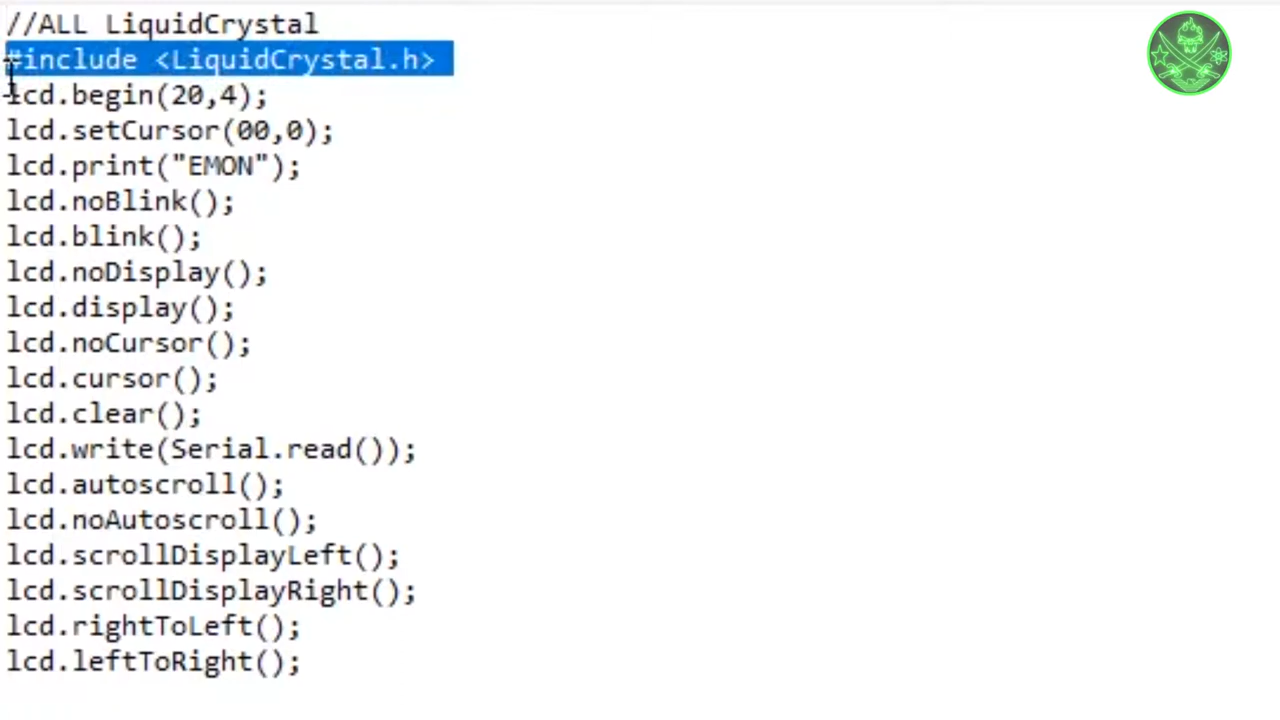 //ALL LiquidCrystal
#include <LiquidCrystal.h>
lcd.begin(20,4);
lcd.setCursor(00,0);
lcd.print("EMON");
lcd.noBlink();
lcd.blink();
lcd.noDisplay();
lcd.display();
lcd.noCursor();
lcd.cursor();
lcd.clear();
lcd.write(Serial.read());
lcd.autoscroll();
lcd.noAutoscroll();
lcd.scrollDisplayLeft();
lcd.scrollDisplayRight();
lcd.rightToLeft();
lcd.leftToRight();